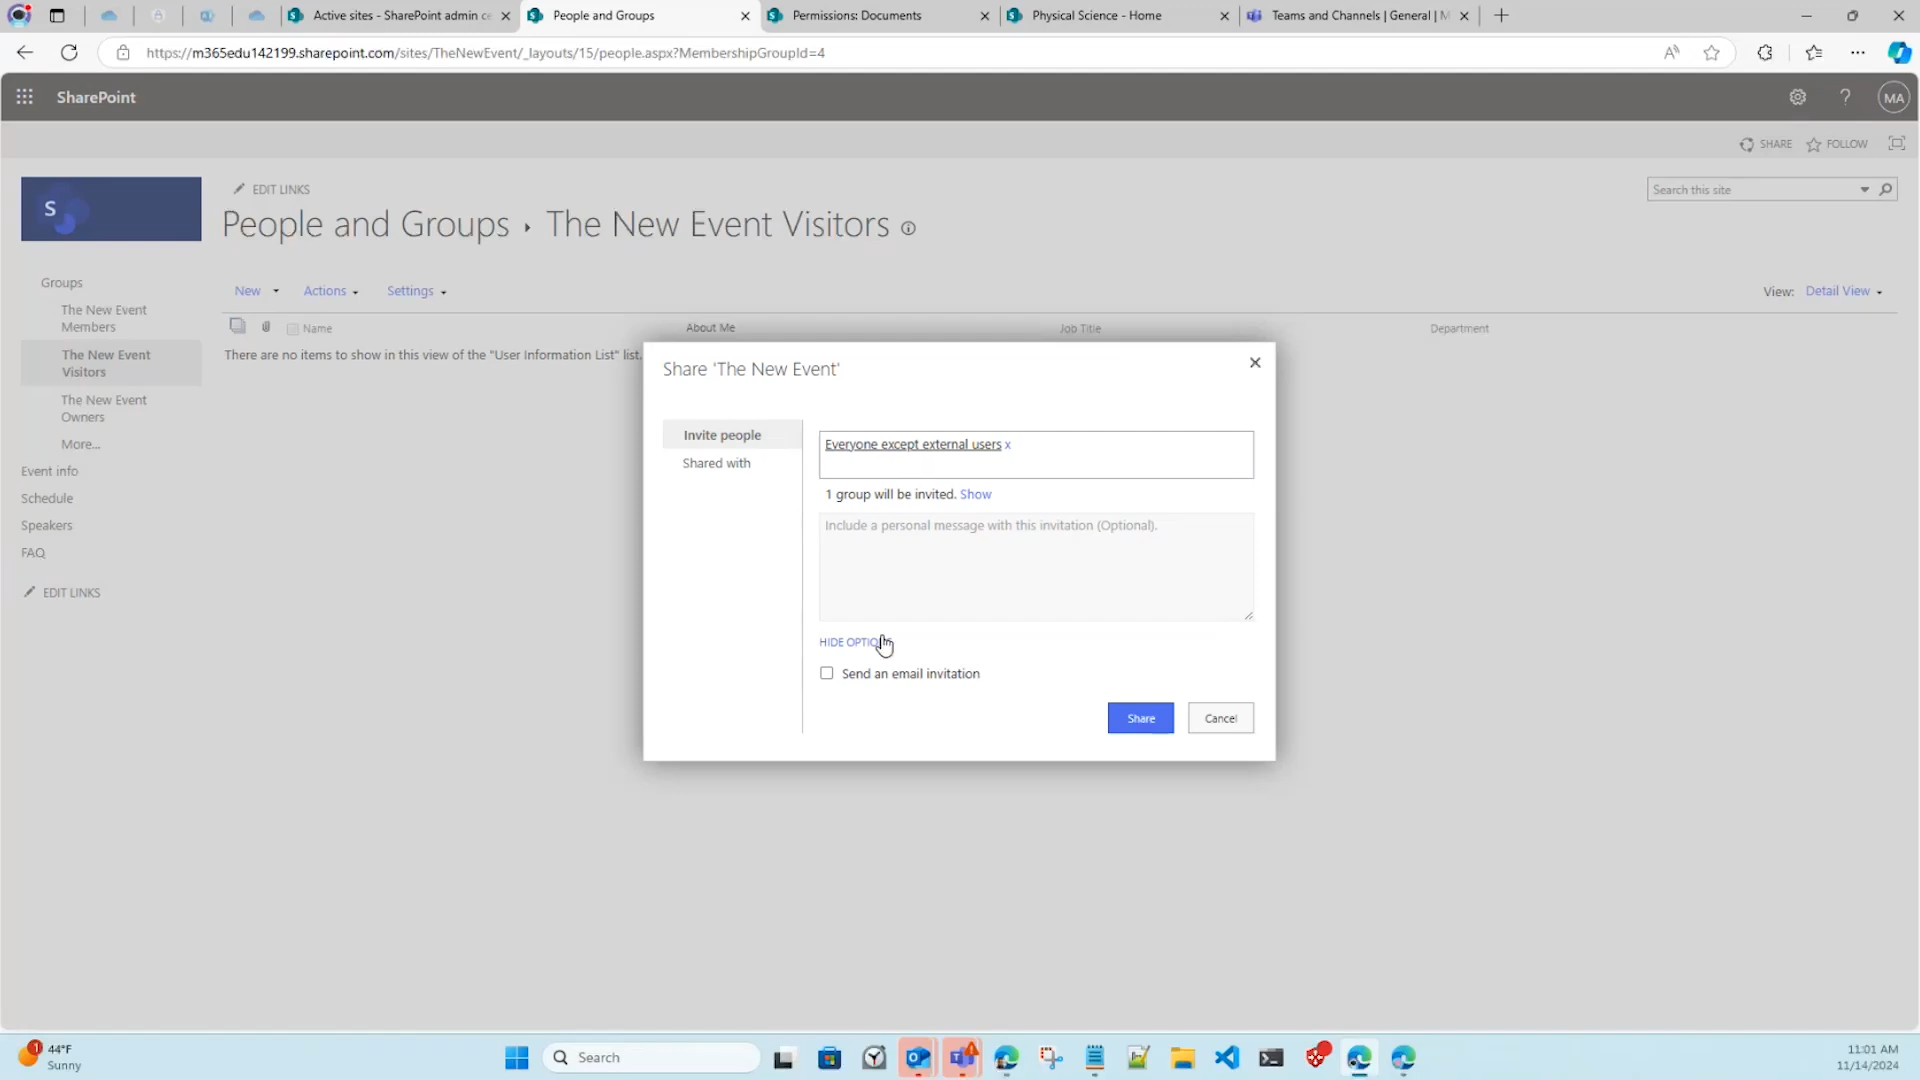 Active sites - SharePoint admin ce
People and Groups
Permissions: Documents
Physical Science - Home
Teams and Channels | General | M
https://m365edu142199.sharepoint.com/sites/TheNewEvent/_layouts/15/people.aspx?MembershipGroupId=4
SharePoint
MA
SHARE
FOLLOW
S
EDIT LINKS
Search this site
People and Groups › The New Event Visitors
Groups
The New Event
Members
The New Event
Visitors
The New Event
Owners
More...
Event info
Schedule
Speakers
FAQ
EDIT LINKS
New
Actions
Settings
View: Detail View
Name
About Me
Job Title
Department
There are no items to show in this view of the "User Information List" list.
Share 'The New Event'
Invite people
Shared with
Everyone except external users x
1 group will be invited. Show
Include a personal message with this invitation (Optional).
HIDE OPTIO
Send an email invitation
Share
Cancel
1
44°F
Sunny
Search
11:01 AM
11/14/2024